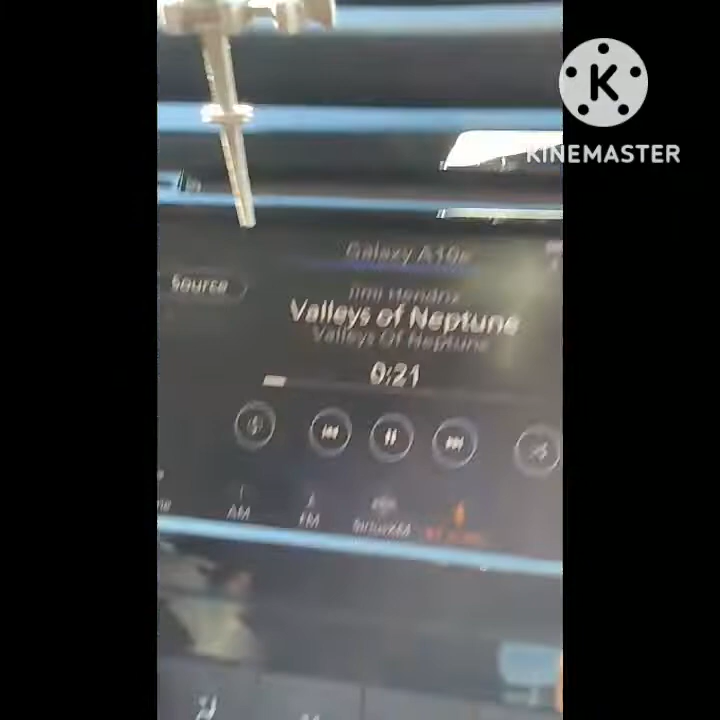 K
KINEMASTER
Galaxy A10e
Source
Jimi Hendrix
Valleys of Neptune
Valleys Of Neptune
0:21
AM
FM
SiriusXM